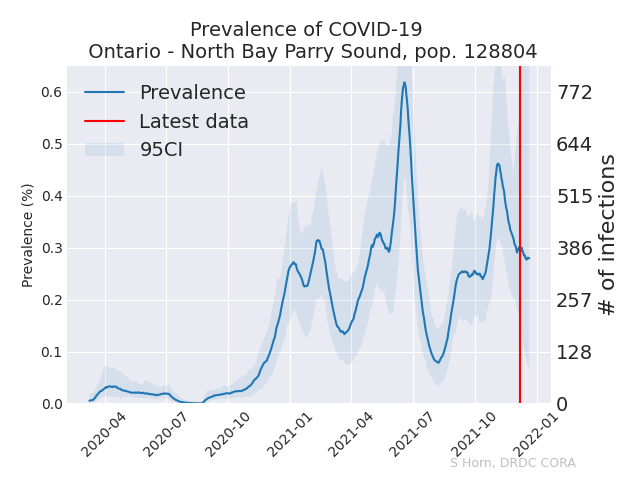 Prevalence of COVID-19
Ontario - North Bay Parry Sound, pop. 128804
Prevalence
Latest data
95CI
Prevalence (%)
0.6
0.5
0.4
0.3
0.2
0.1
0.0
772
644
515
386
257
128
0
# of infections
2020-04
2020-07
2020-10
2021-01
2021-04
2021-07
2021-10
2022-01
S Horn, DRDC CORA